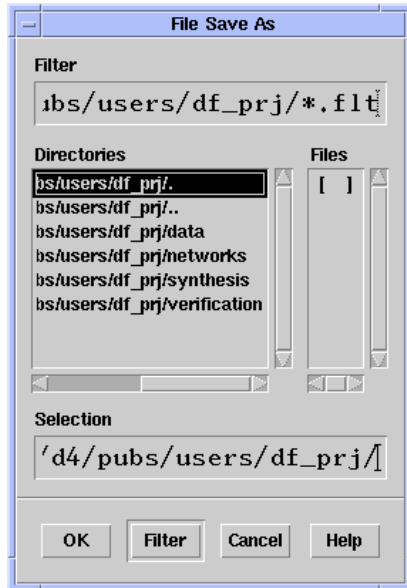 File Save As
Filter
ubs/users/df_prj/*.flt
Directories
Files
bs/users/df_prj/.
[ ]
bs/users/df_prj/..
bs/users/df_prj/data
bs/users/df_prj/networks
bs/users/df_prj/synthesis
bs/users/df_prj/verification
Selection
/d4/pubs/users/df_prj/
OK
Filter
Cancel
Help